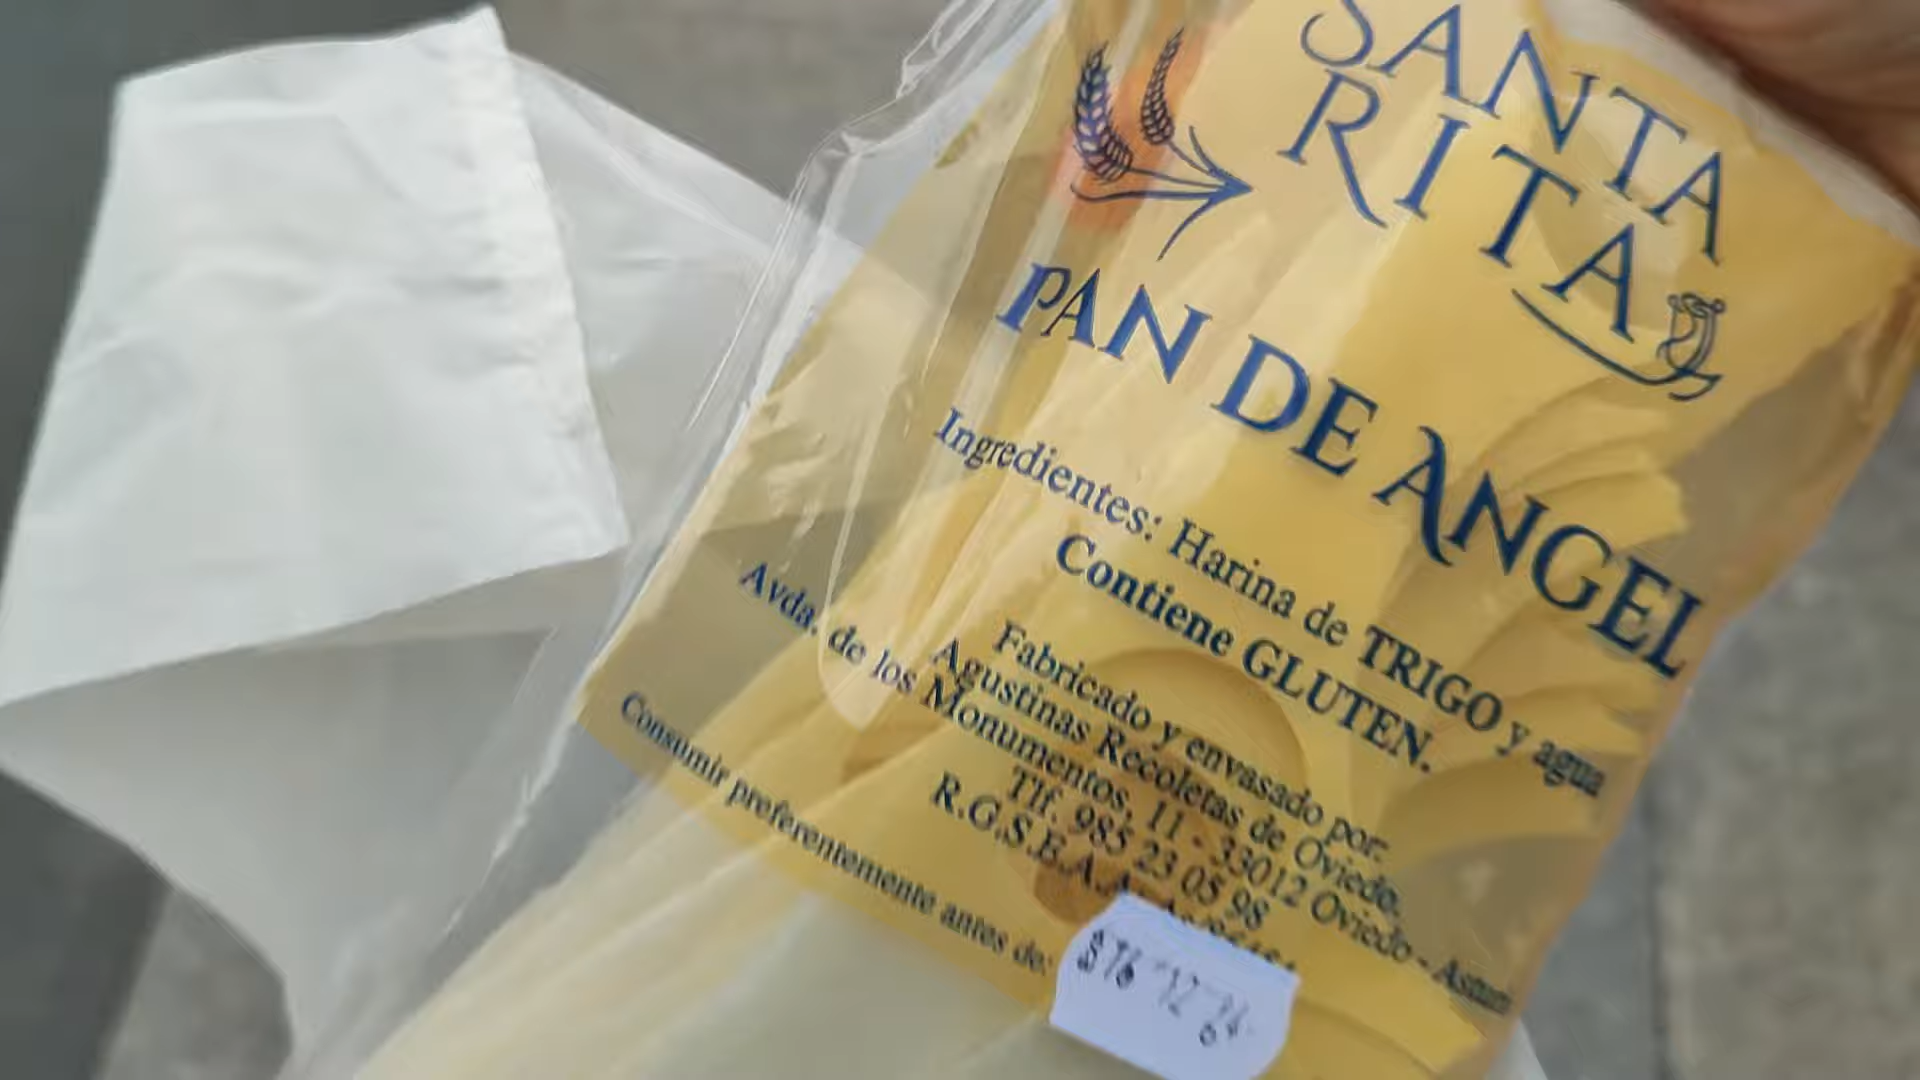 SANTA
RITA
PAN DE ANGEL
Ingredientes: Harina de TRIGO y agua
Contiene GLUTEN.
Fabricado y envasado por:
Agustinas Recoletas de Oviedo.
Avda. de los Monumentos, 11 - 33012 Oviedo -
Tlf. 985 23 05 98
R.G.S.E.A.A.
Consumir preferentemente antes de: